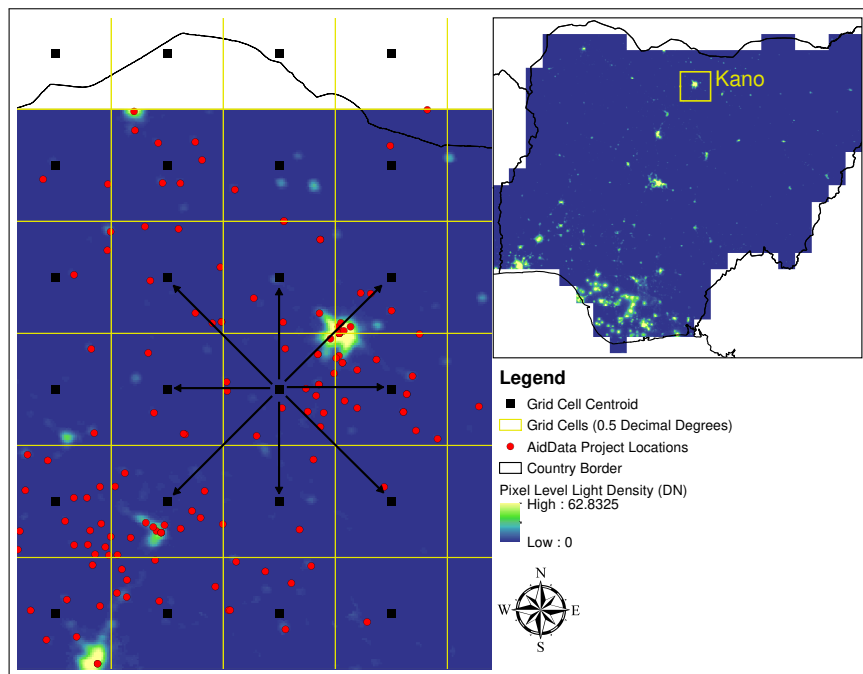 Kano
Legend
Grid Cell Centroid
Grid Cells (0.5 Decimal Degrees)
AidData Project Locations
Country Border
Pixel Level Light Density (DN)
High : 62.8325
Low : 0
N
W E
S